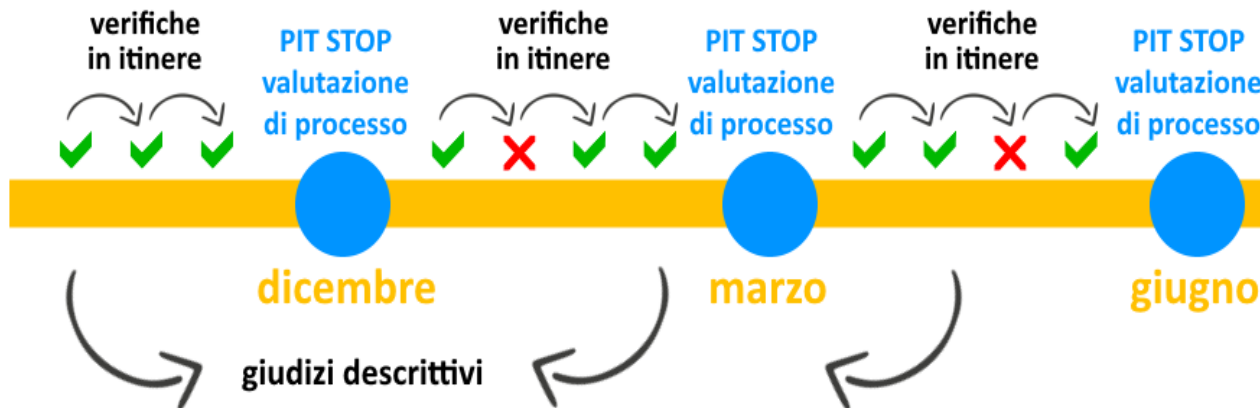 verifiche
in itinere
PIT STOP
valutazione
di processo
verifiche
in itinere
PIT STOP
valutazione
di processo
verifiche
in itinere
PIT STOP
valutazione
di processo
dicembre
marzo
giugno
giudizi descrittivi